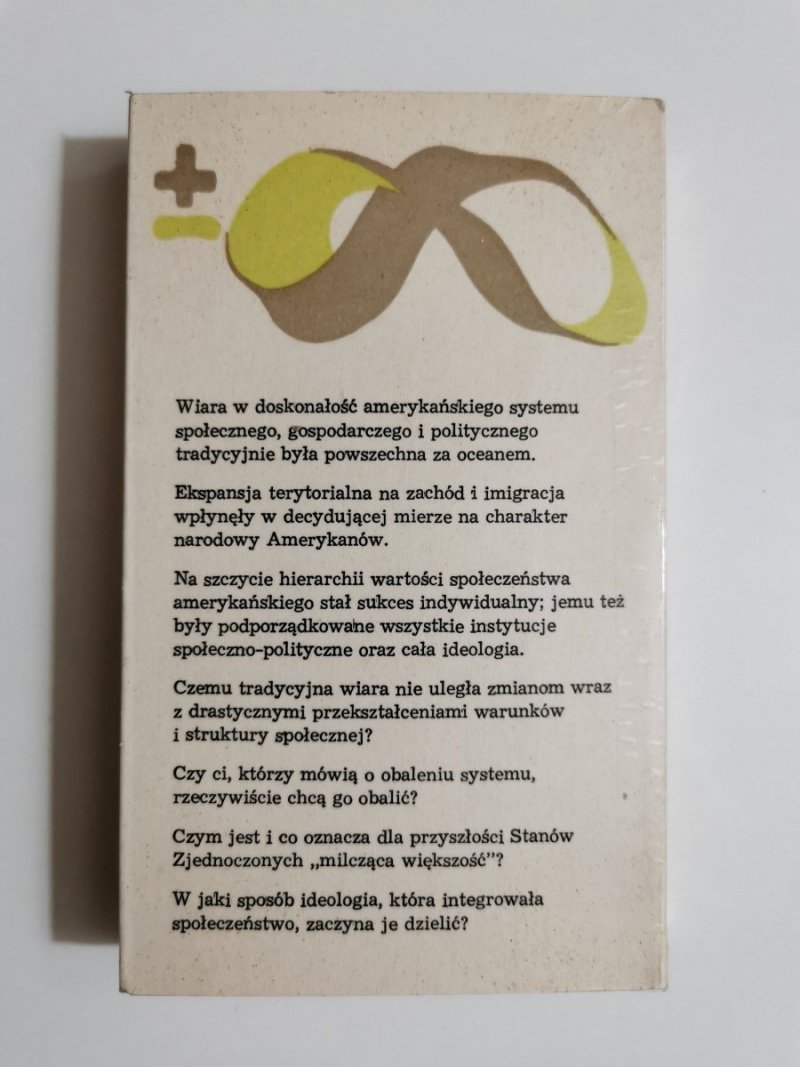 +
-
Wiara w doskonałość amerykańskiego systemu
społecznego, gospodarczego i politycznego
tradycyjnie była powszechna za oceanem.
Ekspansja terytorialna na zachód i imigracja
wpłynęły w decydującej mierze na charakter
narodowy Amerykanów.
Na szczycie hierarchii wartości społeczeństwa
amerykańskiego stał sukces indywidualny; jemu też
były podporządkowane wszystkie instytucje
społeczno-polityczne oraz cała ideologia.
Czemu tradycyjna wiara nie uległa zmianom wraz
z drastycznymi przekształceniami warunków
i struktury społecznej?
Czy ci, którzy mówią o obaleniu systemu,
rzeczywiście chcą go obalić?
Czym jest i co oznacza dla przyszłości Stanów
Zjednoczonych „milcząca większość"?
W jaki sposób ideologia, która integrowała
społeczeństwo, zaczyna je dzielić?